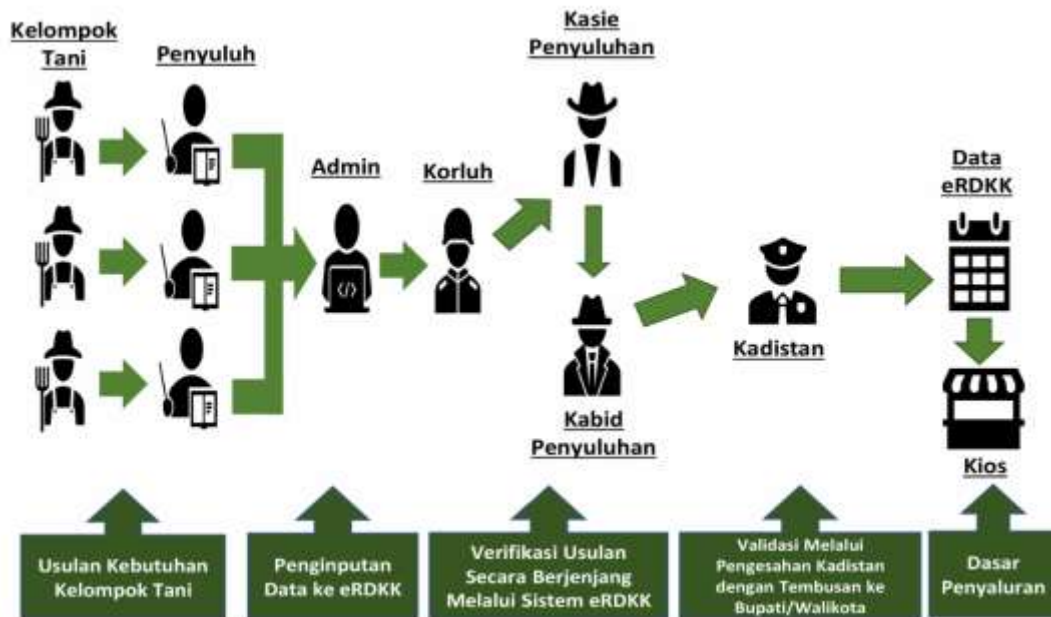 Kelompok
Tani
Penyuluh
Admin
Korluh
Kasie
Penyuluhan
Kabid
Penyuluhan
Kadistan
Data
eRDKK
Kios
Usulan Kebutuhan
Kelompok Tani
Penginputan
Data ke eRDKK
Verifikasi Usulan
Secara Berjenjang
Melalui Sistem eRDKK
Validasi Melalui
Pengesahan Kadistan
dengan Tembusan ke
Bupati/Walikota
Dasar
Penyaluran